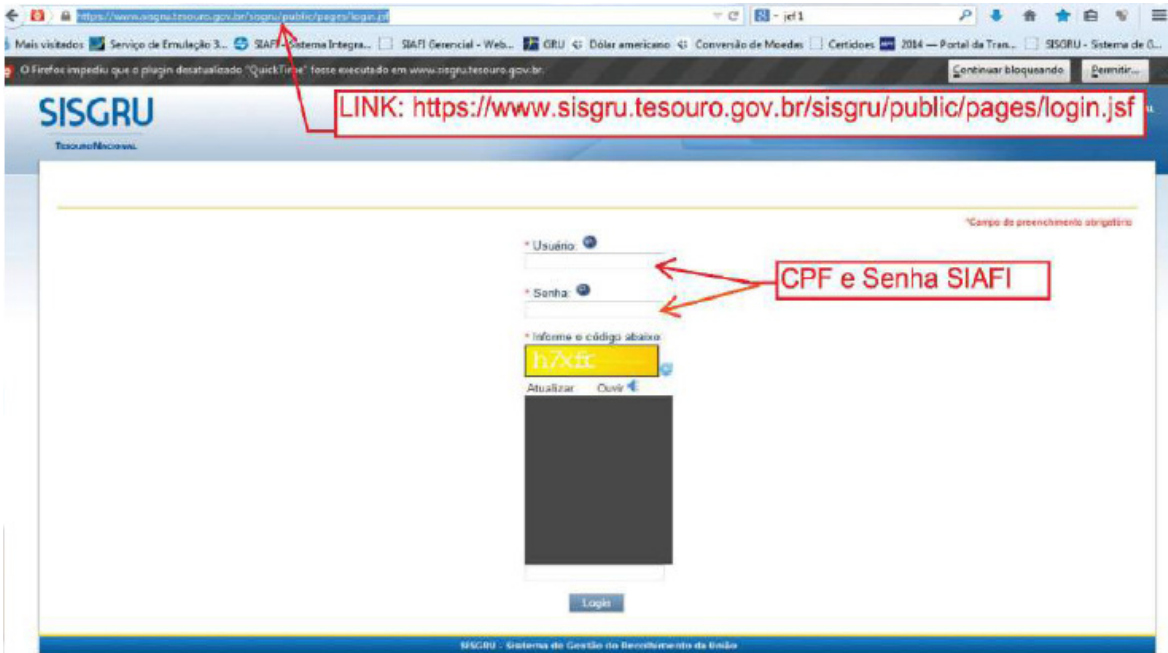 https://www.sisgru.tesouro.gov.br/sisgru/public/pages/login.jsf
jef 1
Mais visitados Serviço de Emulação 3... SIAFI - Sistema Integra... SIAFI Gerencial - Web... GRU Dólar americano Conversão de Moedas Certidoes 2014 — Portal da Tran... SISGRU - Sistema de G...
O Firefox impediu que o plugin desatualizado "QuickTime" fosse executado em www.sisgru.tesouro.gov.br. Continuar bloqueando Permitir...
SISGRU
TESOURO NACIONAL
LINK: https://www.sisgru.tesouro.gov.br/sisgru/public/pages/login.jsf
*Campo de preenchimento obrigatório
* Usuário:
CPF e Senha SIAFI
* Senha:
* Informe o código abaixo
h7xfc
Atualizar Ouvir
Login
SISGRU - Sistema de Gestão do Recolhimento da União